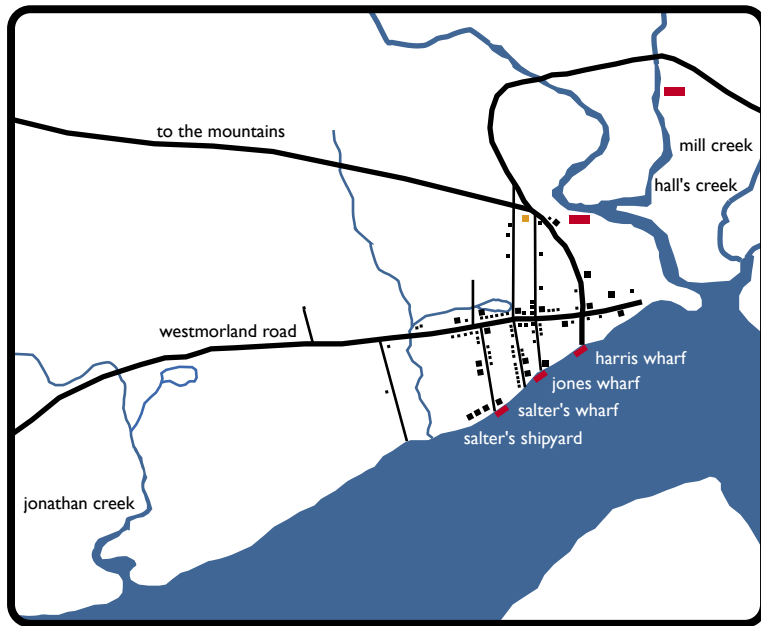 to the mountains
mill creek
hall's creek
westmorland road
harris wharf
jones wharf
salter's wharf
salter's shipyard
jonathan creek